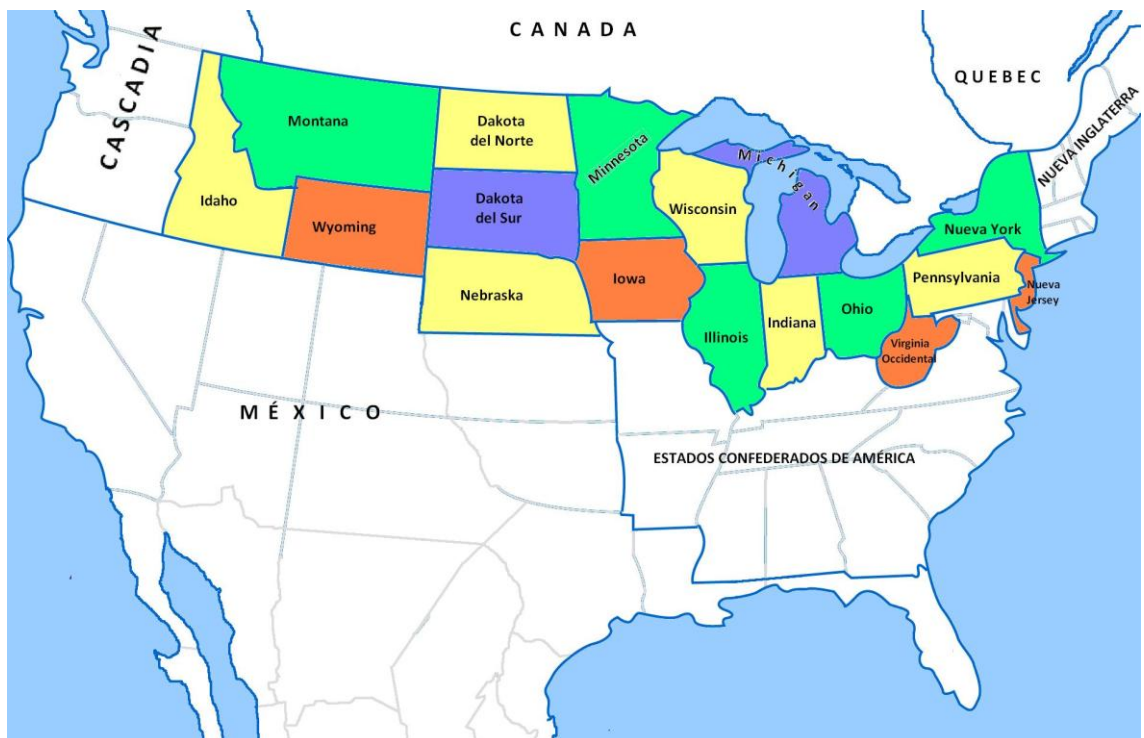 CANADA
CASCADIA
QUEBEC
NUEVA INGLATERRA
Montana
Dakota
del Norte
Minnesota
Michigan
Idaho
Wyoming
Dakota
del Sur
Wisconsin
Nueva York
Nebraska
Iowa
Pennsylvania
Nueva
Jersey
Illinois
Indiana
Ohio
Virginia
Occidental
MÉXICO
ESTADOS CONFEDERADOS DE AMÉRICA